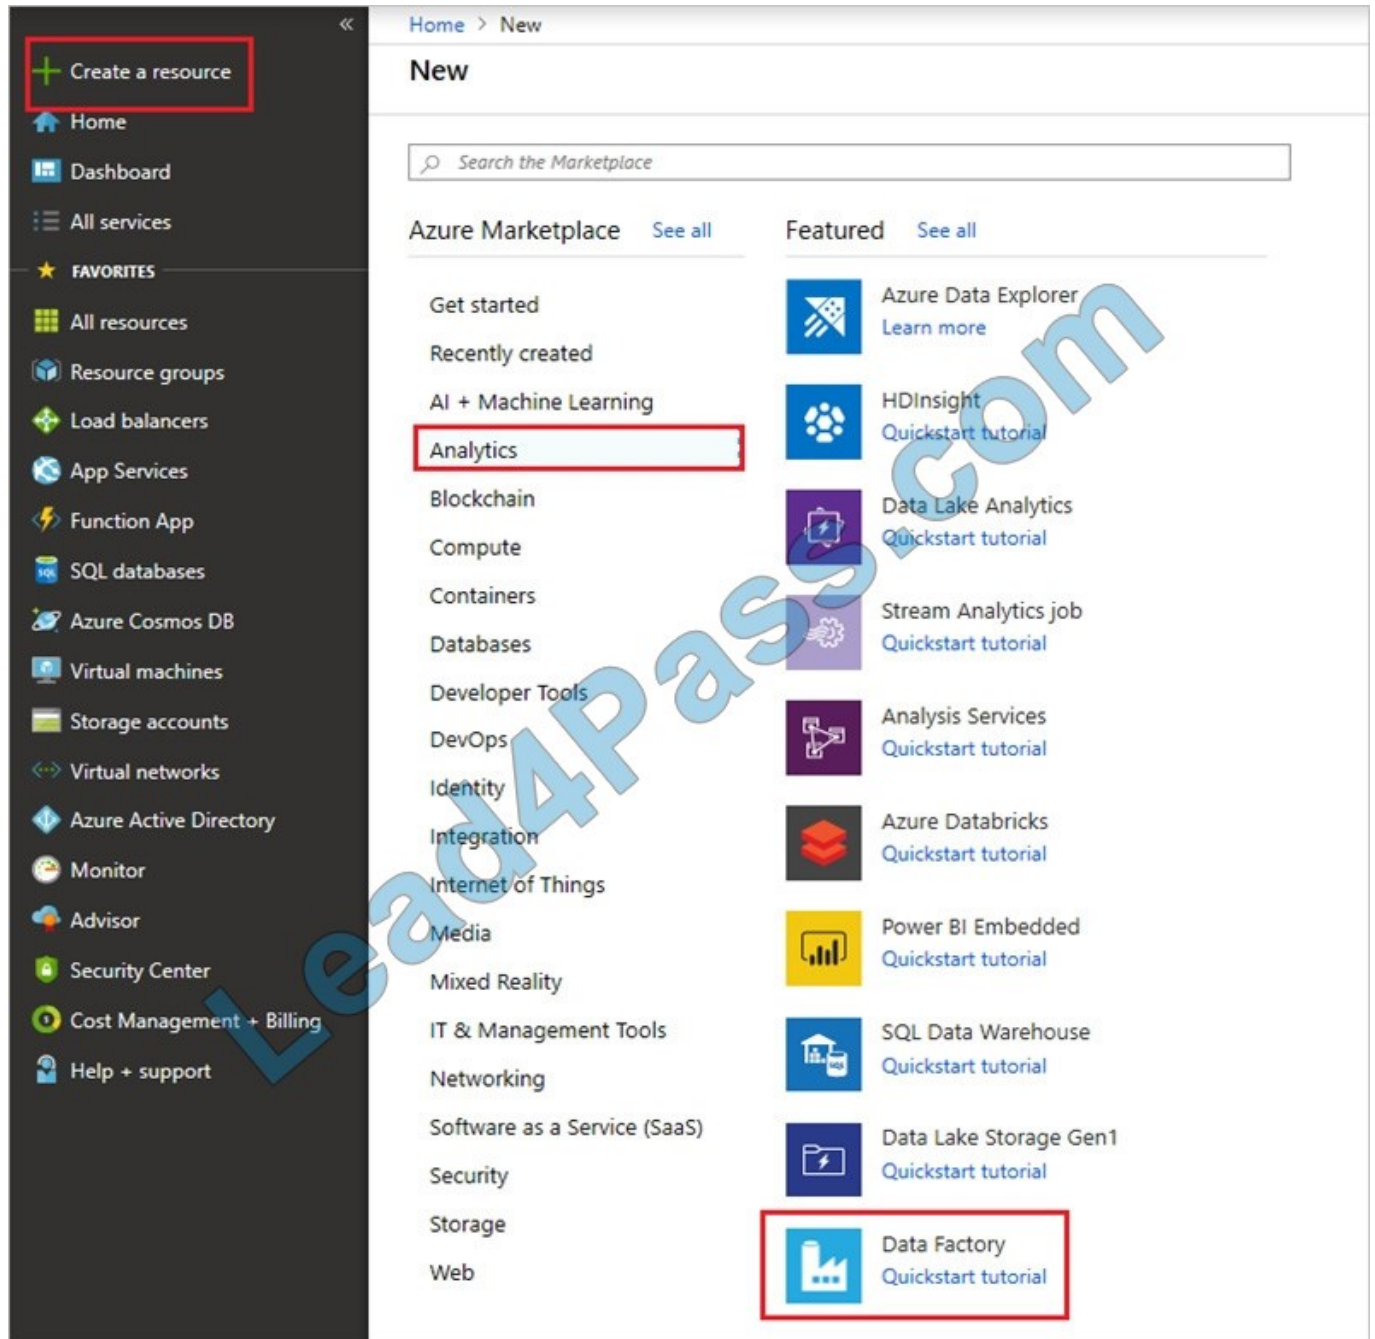 «
Create a resource
Home
Dashboard
All services
FAVORITES
All resources
Resource groups
Load balancers
App Services
Function App
SQL databases
Azure Cosmos DB
Virtual machines
Storage accounts
Virtual networks
Azure Active Directory
Monitor
Advisor
Security Center
Cost Management + Billing
Help + support
Home > New
New
Search the Marketplace
Azure Marketplace See all
Get started
Recently created
AI + Machine Learning
Analytics
Blockchain
Compute
Containers
Databases
Developer Tools
DevOps
Identity
Integration
Internet of Things
Media
Mixed Reality
IT & Management Tools
Networking
Software as a Service (SaaS)
Security
Storage
Web
Featured See all
Azure Data Explorer
Learn more
HDInsight
Quickstart tutorial
Data Lake Analytics
Quickstart tutorial
Stream Analytics job
Quickstart tutorial
Analysis Services
Quickstart tutorial
Azure Databricks
Quickstart tutorial
Power BI Embedded
Quickstart tutorial
SQL Data Warehouse
Quickstart tutorial
Data Lake Storage Gen1
Quickstart tutorial
Data Factory
Quickstart tutorial
Lead4Pass.com